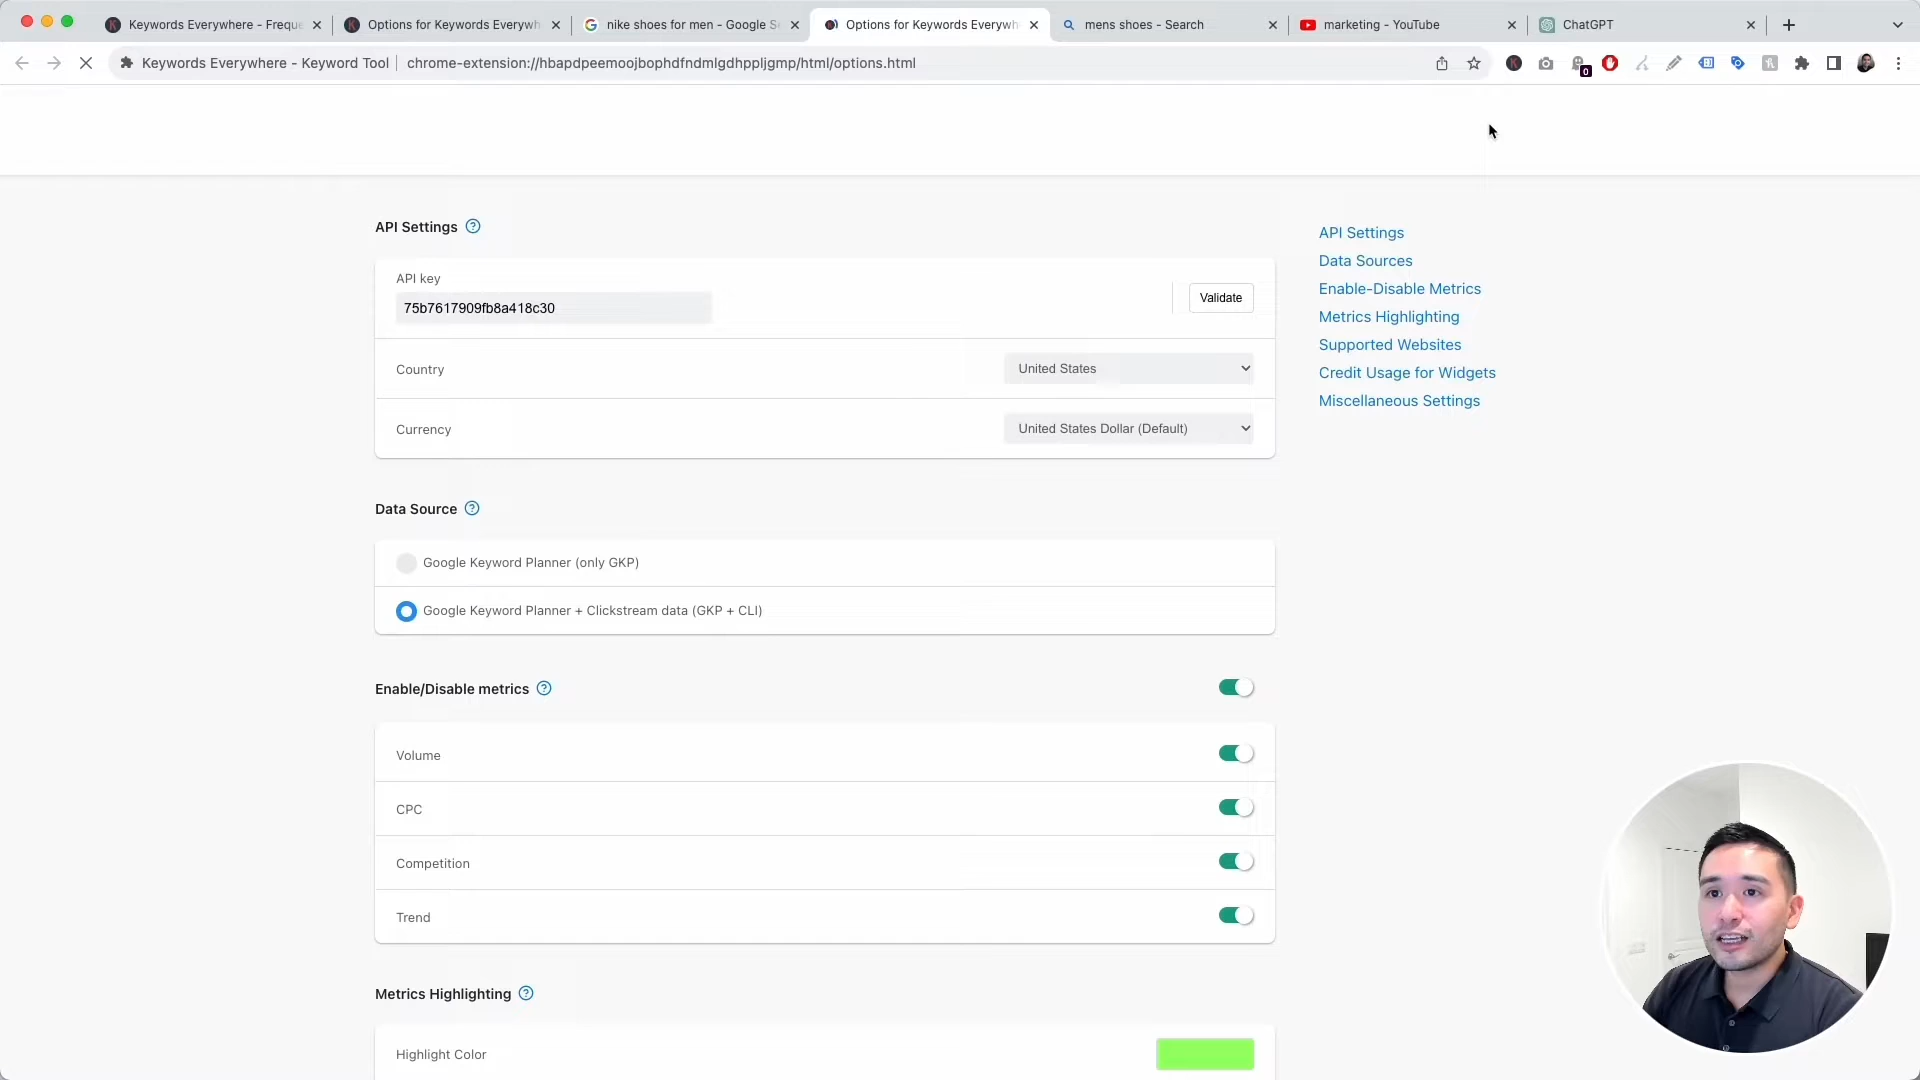 Keywords Everywhere - Freque
Options for Keywords Everywh
nike shoes for men - Google Se
Options for Keywords Everywh
mens shoes - Search
marketing - YouTube
ChatGPT
Keywords Everywhere - Keyword Tool
chrome-extension://hbapdpeemoojbophdfndmlgdhppljgmp/html/options.html
0
API Settings
API key
75b7617909fb8a418c30
Validate
Country
United States
Currency
United States Dollar (Default)
API Settings
Data Sources
Enable-Disable Metrics
Metrics Highlighting
Supported Websites
Credit Usage for Widgets
Miscellaneous Settings
Data Source
Google Keyword Planner (only GKP)
Google Keyword Planner + Clickstream data (GKP + CLI)
Enable/Disable metrics
Volume
CPC
Competition
Trend
Metrics Highlighting
Highlight Color